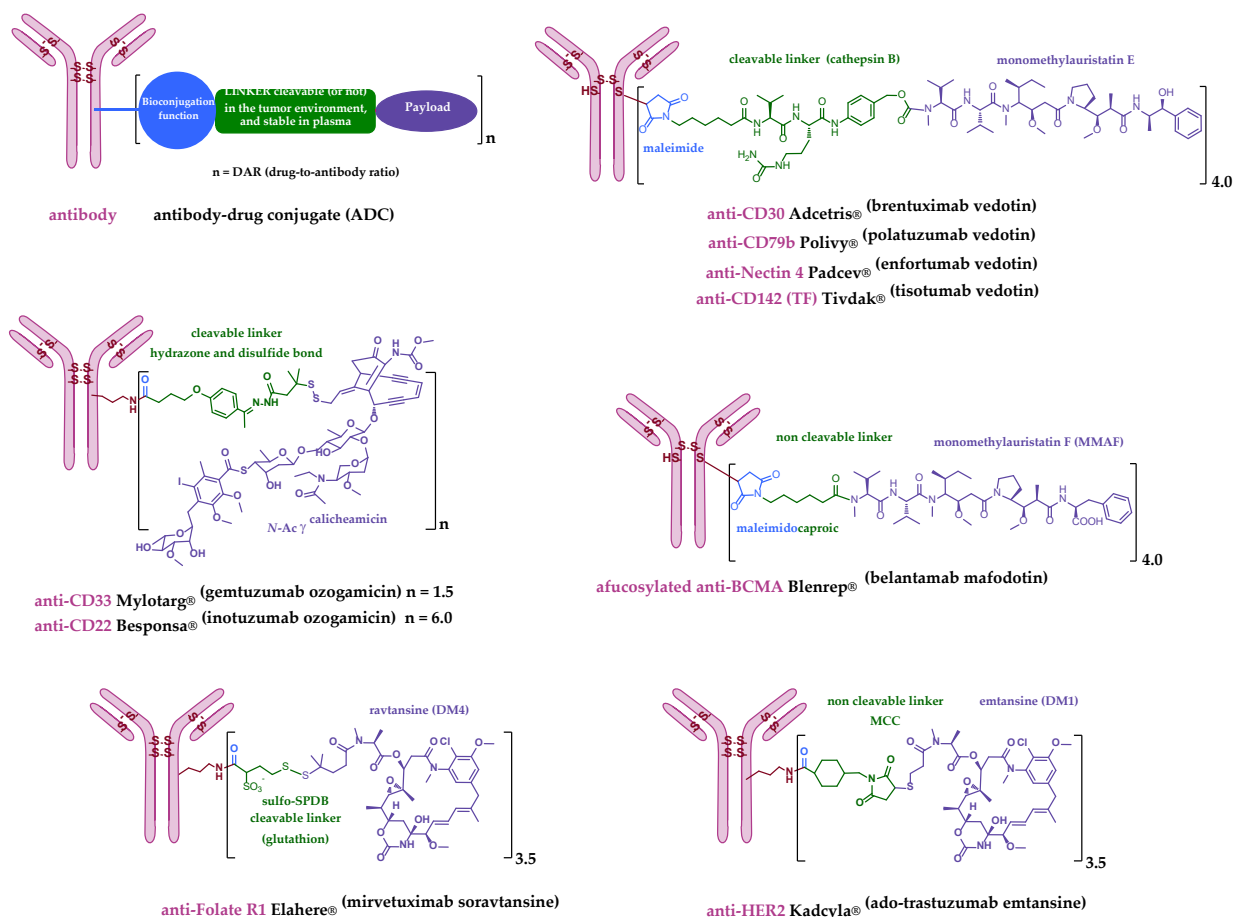 Bioconjugation
function
LINKER cleavable (or not)
in the tumor environment,
and stable in plasma
Payload
n
n = DAR (drug-to-antibody ratio)
antibody antibody-drug conjugate (ADC)
cleavable linker (cathepsin B)
monomethylauristatin E
maleimide
4.0
anti-CD30 Adcetris® (brentuximab vedotin)
anti-CD79b Polivy® (polatuzumab vedotin)
anti-Nectin 4 Padcev® (enfortumab vedotin)
anti-CD142 (TF) Tivdak® (tisotumab vedotin)
cleavable linker
hydrazone and disulfide bond
N-Ac γ calicheamicin
n
anti-CD33 Mylotarg® (gemtuzumab ozogamicin) n = 1.5
anti-CD22 Besponsa® (inotuzumab ozogamicin) n = 6.0
non cleavable linker
monomethylauristatin F (MMAF)
maleimidocaproic
4.0
afucosylated anti-BCMA Blenrep® (belantamab mafodotin)
ravtansine (DM4)
sulfo-SPDB
cleavable linker
(glutathion)
3.5
anti-Folate R1 Elahere® (mirvetuximab soravtansine)
non cleavable linker
MCC
emtansine (DM1)
3.5
anti-HER2 Kadcyla® (ado-trastuzumab emtansine)